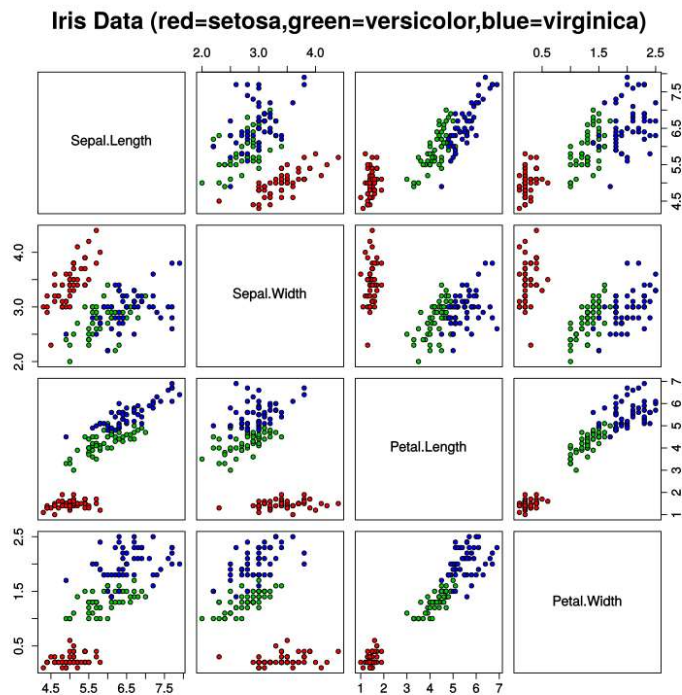 Iris Data (red=setosa,green=versicolor,blue=virginica)
2.0 3.0 4.0 0.5 1.5 2.5
Sepal.Length
4.5 5.5 6.5 7.5
Sepal.Width
2.0 3.0 4.0
Petal.Length
1 2 3 4 5 6 7
Petal.Width
0.5 1.5 2.5
4.5 5.5 6.5 7.5 1 2 3 4 5 6 7